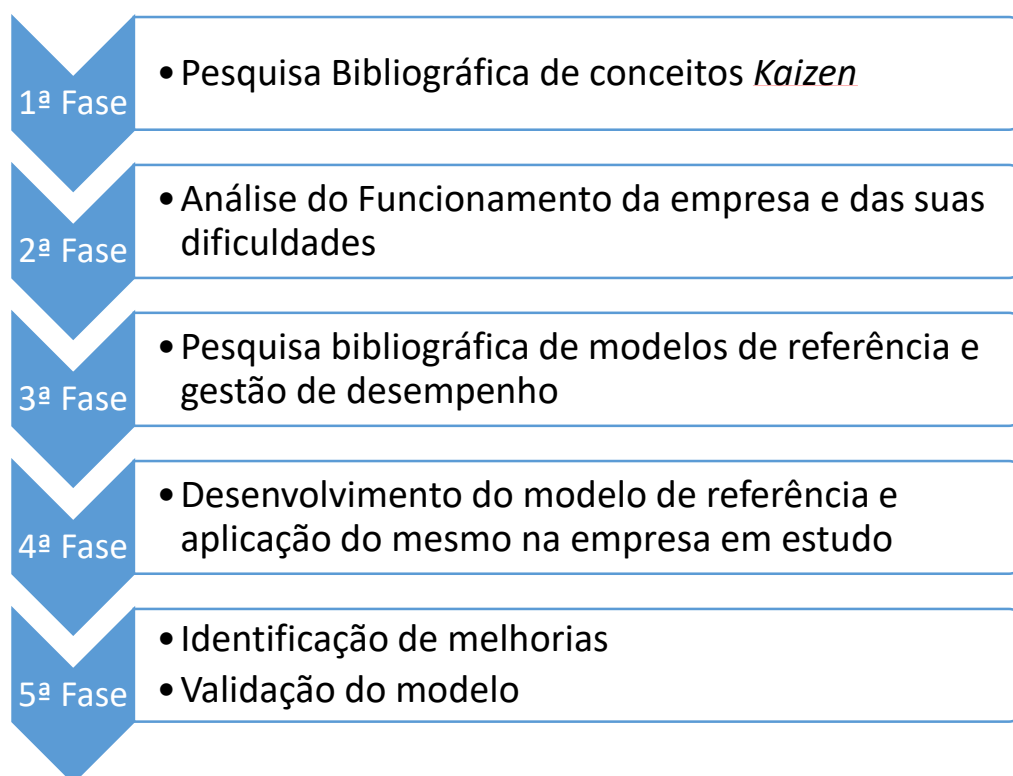 1ª Fase
• Pesquisa Bibliográfica de conceitos Kaizen
2ª Fase
• Análise do Funcionamento da empresa e das suas
dificuldades
3ª Fase
• Pesquisa bibliográfica de modelos de referência e
gestão de desempenho
4ª Fase
• Desenvolvimento do modelo de referência e
aplicação do mesmo na empresa em estudo
5ª Fase
• Identificação de melhorias
• Validação do modelo